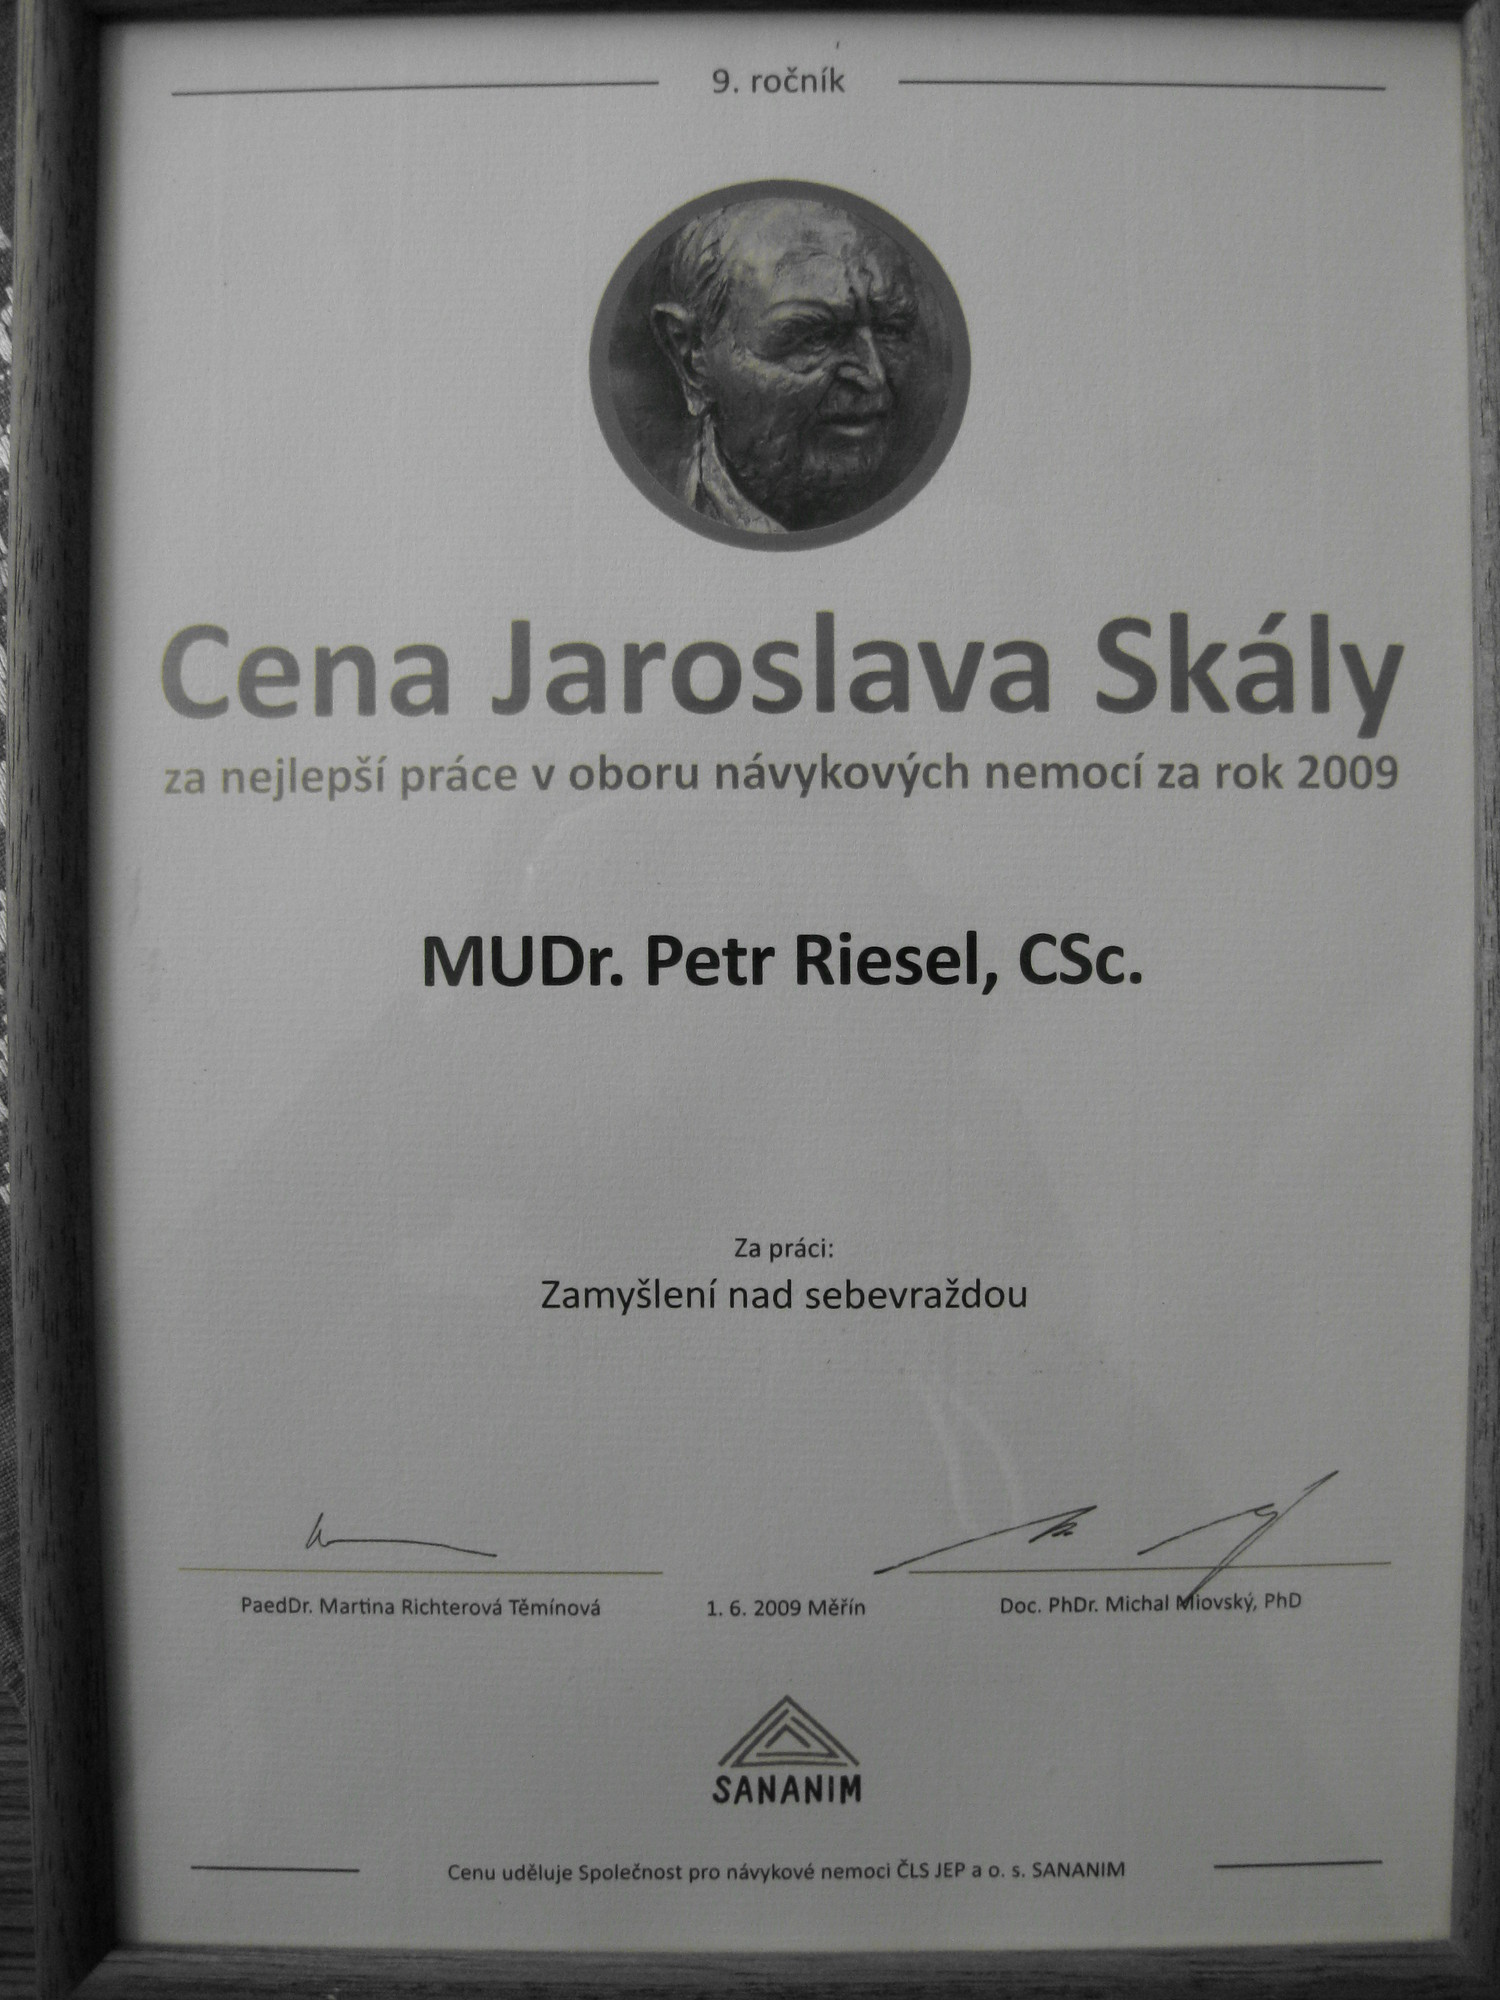 9. ročník
Cena Jaroslava Skály
za nejlepší práce v oboru návykových nemocí za rok 2009
MUDr. Petr Riesel, CSc.
Za práci:
Zamyšlení nad sebevraždou
PaedDr. Martina Richterová Těmínová
1. 6. 2009 Měřín
Doc. PhDr. Michal Miovský, PhD
SANANIM
Cenu uděluje Společnost pro návykové nemoci ČLS JEP a o. s. SANANIM